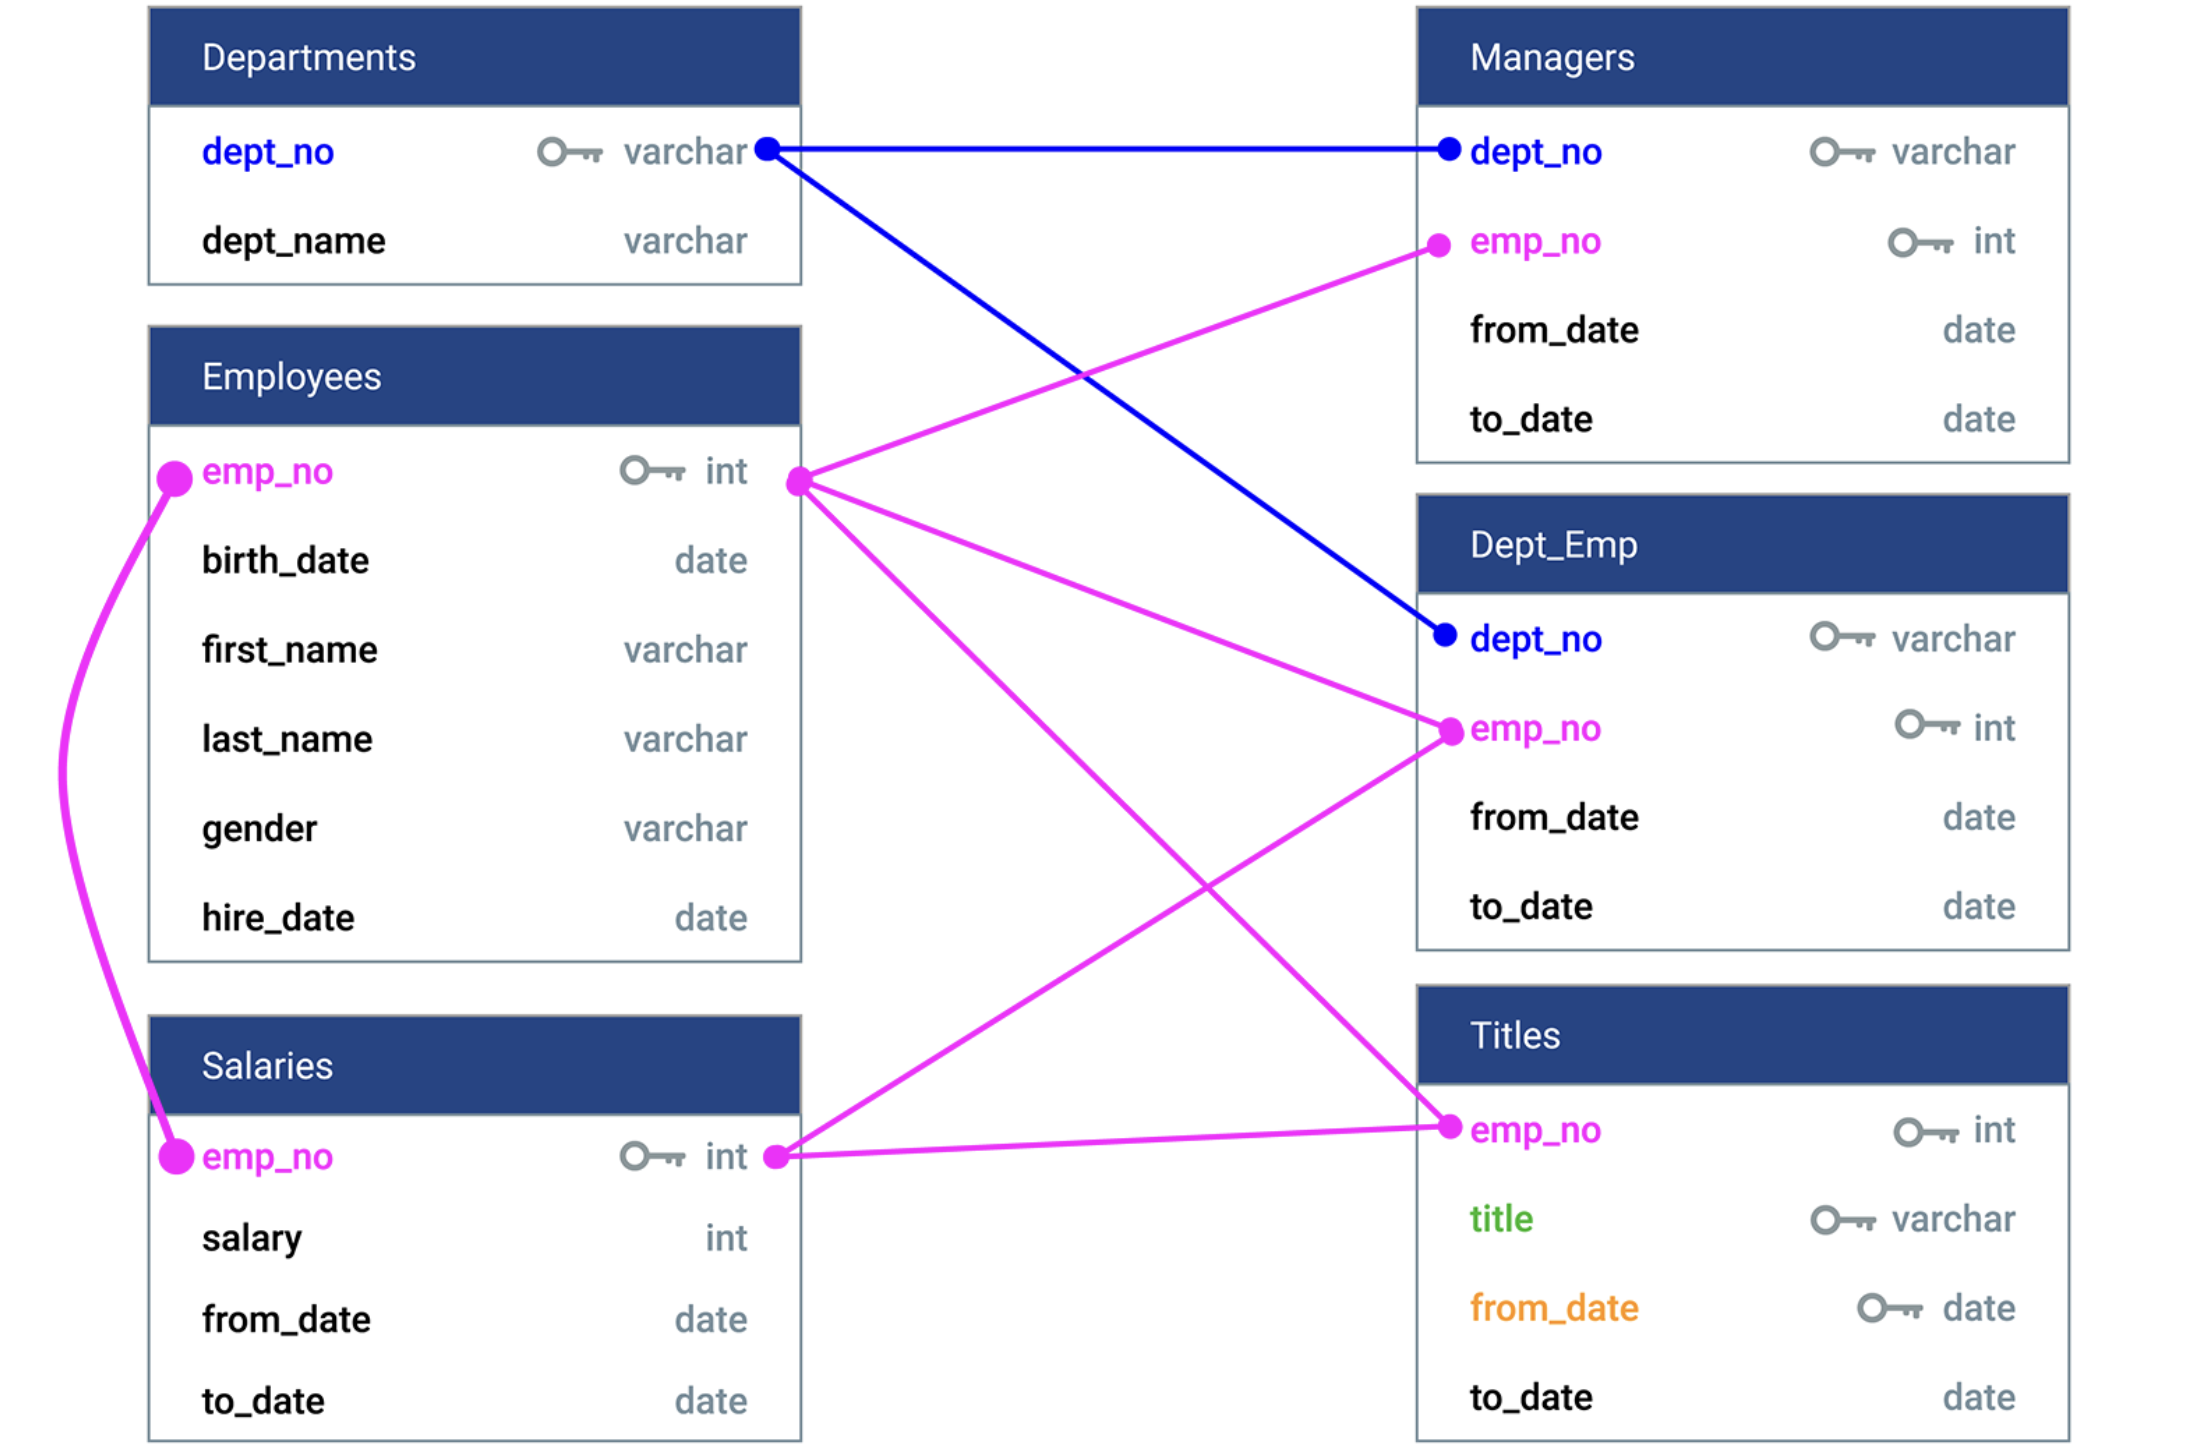 Departments
dept_no varchar
dept_name varchar
Employees
emp_no int
birth_date date
first_name varchar
last_name varchar
gender varchar
hire_date date
Salaries
emp_no int
salary int
from_date date
to_date date
Managers
dept_no varchar
emp_no int
from_date date
to_date date
Dept_Emp
dept_no varchar
emp_no int
from_date date
to_date date
Titles
emp_no int
title varchar
from_date date
to_date date